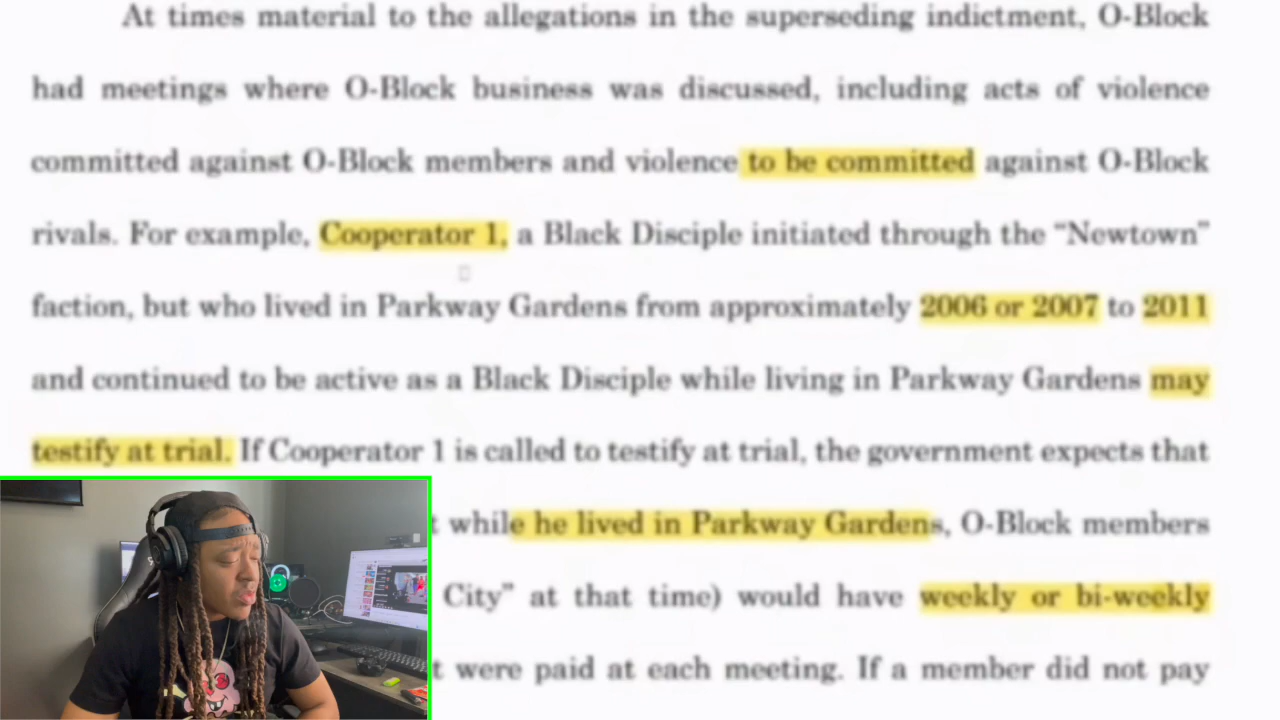 At times material to the allegations in the superseding indictment, O-Block
had meetings where O-Block business was discussed, including acts of violence
committed against O-Block members and violence to be committed against O-Block
rivals. For example, Cooperator 1, a Black Disciple initiated through the “Newtown”
faction, but who lived in Parkway Gardens from approximately 2006 or 2007 to 2011
and continued to be active as a Black Disciple while living in Parkway Gardens may
testify at trial. If Cooperator 1 is called to testify at trial, the government expects that
while he lived in Parkway Gardens, O-Block members
City” at that time) would have weekly or bi-weekly
were paid at each meeting. If a member did not pay